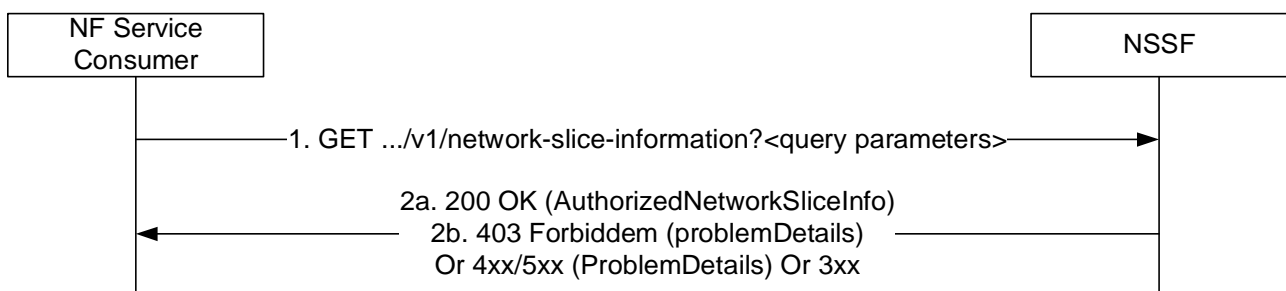 NF Service
Consumer
NSSF
1. GET .../v1/network-slice-information?<query parameters>
2a. 200 OK (AuthorizedNetworkSliceInfo)
2b. 403 Forbiddem (problemDetails)
Or 4xx/5xx (ProblemDetails) Or 3xx